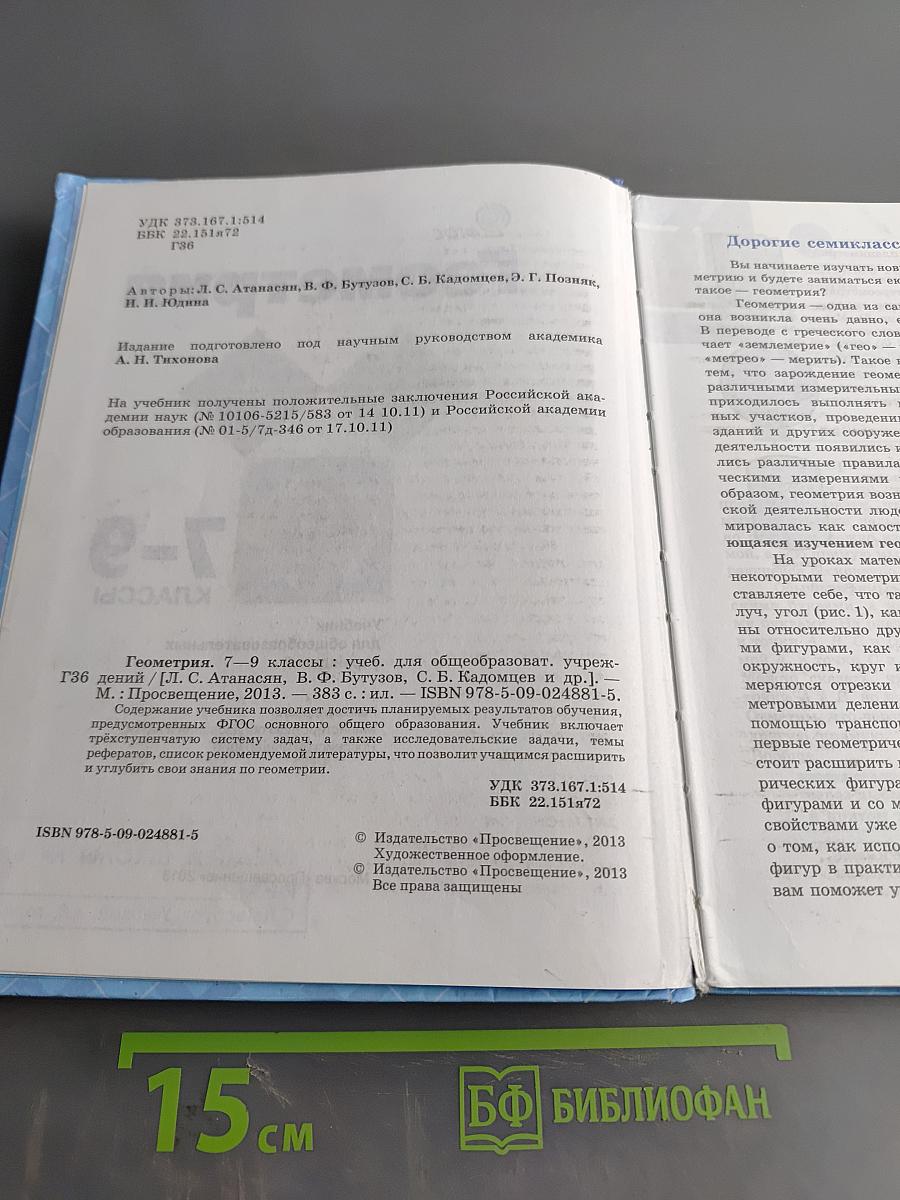 УДК 373.167.1:514
ББК 22.151я72
Г36
Авторы: Л. С. Атанасян, В. Ф. Бутузов, С. Б. Кадомцев, Э. Г. Позняк,
И. И. Юдина
Издание подготовлено под научным руководством академика
А. Н. Тихонова
На учебник получены положительные заключения Российской ака-
демии наук (№ 10106-5215/583 от 14 10.11) и Российской академии
образования (№ 01-5/7д-346 от 17.10.11)
Геометрия. 7—9 классы : учеб. для общеобразоват. учреж-
Г36 дений / [Л. С. Атанасян, В. Ф. Бутузов, С. Б. Кадомцев и др.]. —
М. : Просвещение, 2013. — 383 с. : ил. — ISBN 978-5-09-024881-5.
Содержание учебника позволяет достичь планируемых результатов обучения,
предусмотренных ФГОС основного общего образования. Учебник включает
трёхступенчатую систему задач, а также исследовательские задачи, темы
рефератов, список рекомендуемой литературы, что позволит учащимся расширить
и углубить свои знания по геометрии.
УДК 373.167.1:514
ББК 22.151я72
ISBN 978-5-09-024881-5
© Издательство «Просвещение», 2013
Художественное оформление.
© Издательство «Просвещение», 2013
Все права защищены
Дорогие семикласс
Вы начинаете изучать нов
метрию и будете заниматься ею
такое — геометрия?
Геометрия — одна из са
она возникла очень давно,
В переводе с греческого слов
чает «землемерие» («гео» —
«метрео» — мерить). Такое
тем, что зарождение геоме
различными измерительны
приходилось выполнять
ных участков, проведени
зданий и других сооруже
деятельности появились и
лись различные правила
ческими измерениями
образом, геометрия возн
ской деятельности люд
мировалась как самост
ющаяся изучением гео
На уроках матем
некоторыми геометри
ставляете себе, что та
луч, угол (рис. 1), ка
ны относительно дру
ми фигурами, как
окружность, круг и
меряются отрезки
метровыми делени
помощью транспо
первые геометриче
стоит расширить
рических фигура
фигурами и со м
свойствами уже
о том, как испо
фигур в практи
вам поможет у
15 см
БФ БИБЛИОФАН